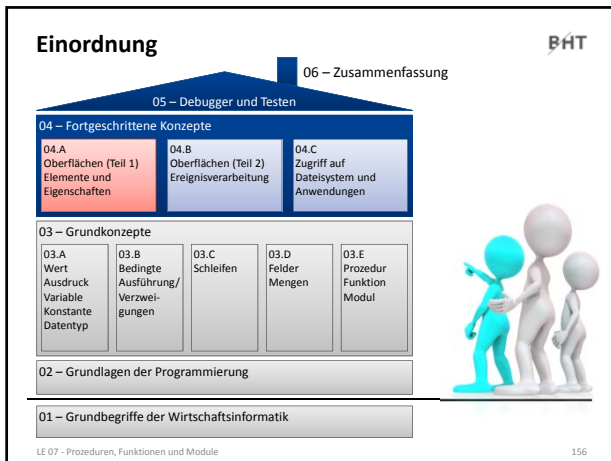 Einordnung
BHT
06 – Zusammenfassung
05 – Debugger und Testen
04 – Fortgeschrittene Konzepte
04.A
Oberflächen (Teil 1)
Elemente und
Eigenschaften
04.B
Oberflächen (Teil 2)
Ereignisverarbeitung
04.C
Zugriff auf
Dateisystem und
Anwendungen
03 – Grundkonzepte
03.A
Wert
Ausdruck
Variable
Konstante
Datentyp
03.B
Bedingte
Ausführung/
Verzwei-
gungen
03.C
Schleifen
03.D
Felder
Mengen
03.E
Prozedur
Funktion
Modul
02 – Grundlagen der Programmierung
01 – Grundbegriffe der Wirtschaftsinformatik
LE 07 - Prozeduren, Funktionen und Module
156